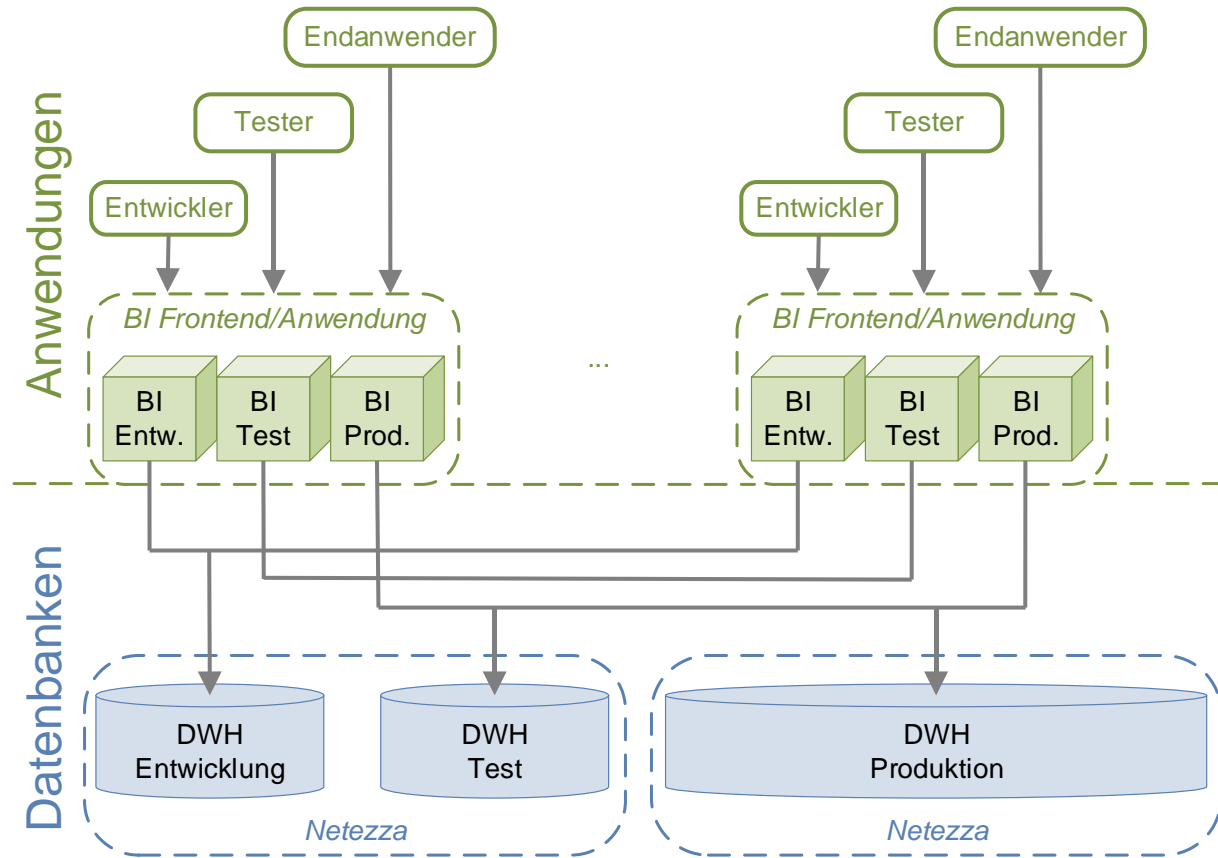 Anwendungen
Endanwender
Endanwender
Tester
Tester
Entwickler
Entwickler
BI Frontend/Anwendung
BI Frontend/Anwendung
...
BI
Entw.
BI
Test
BI
Prod.
BI
Entw.
BI
Test
BI
Prod.
Datenbanken
DWH
Entwicklung
DWH
Test
DWH
Produktion
Netezza
Netezza